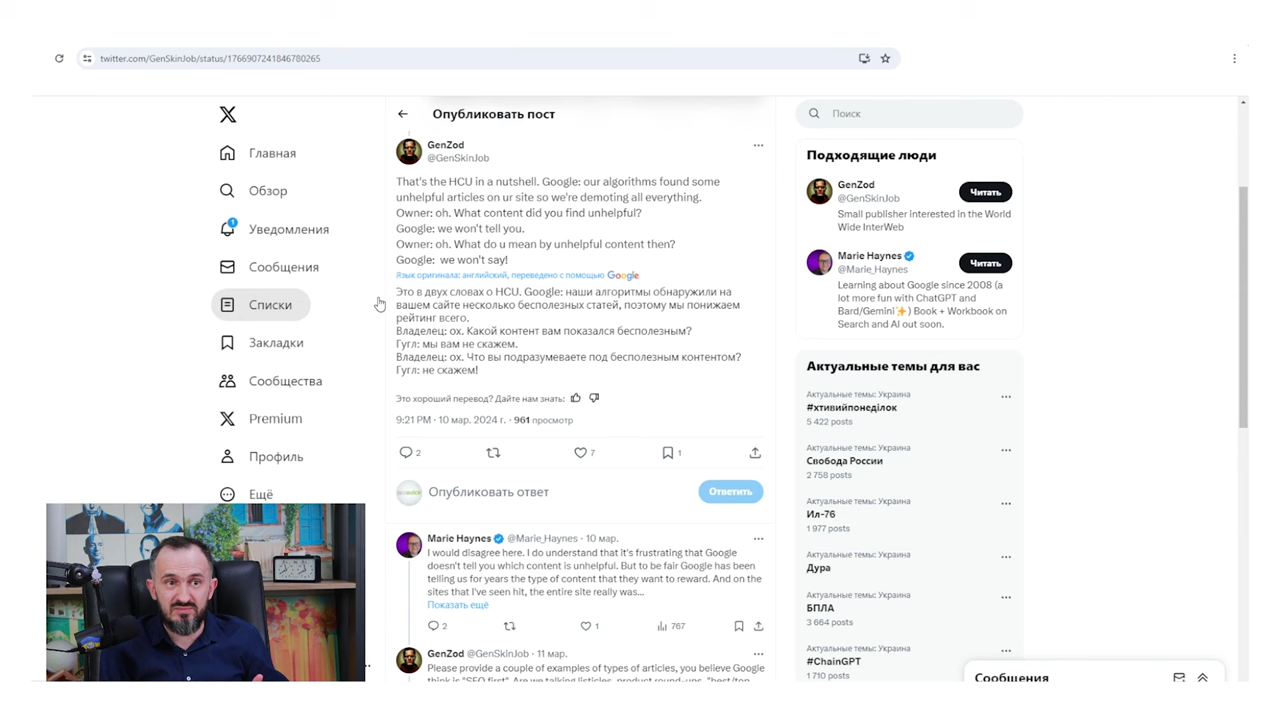 twitter.com/GenSkinJob/status/1766907241846780265
Главная
Обзор
1
Уведомления
Сообщения
Списки
Закладки
Сообщества
Premium
Профиль
Ещё
Опубликовать пост
GenZod
@GenSkinJob
That's the HCU in a nutshell. Google: our algorithms found some
unhelpful articles on ur site so we're demoting all everything.
Owner: oh. What content did you find unhelpful?
Google: we won't tell you.
Owner: oh. What do u mean by unhelpful content then?
Google: we won't say!
Язык оригинала: английский, переведено с помощью Google
Это в двух словах о HCU. Google: наши алгоритмы обнаружили на
вашем сайте несколько бесполезных статей, поэтому мы понижаем
рейтинг всего.
Владелец: ох. Какой контент вам показался бесполезным?
Гугл: мы вам не скажем.
Владелец: ох. Что вы подразумеваете под бесполезным контентом?
Гугл: не скажем!
Это хороший перевод? Дайте нам знать:
9:21 PM · 10 мар. 2024 г. · 961 просмотр
2
7
1
Опубликовать ответ
Ответить
Marie Haynes @Marie_Haynes · 10 мар.
I would disagree here. I do understand that it's frustrating that Google
doesn't tell you which content is unhelpful. But to be fair Google has been
telling us for years the type of content that they want to reward. And on the
sites that I've seen hit, the entire site really was...
Показать ещё
2
1
767
GenZod @GenSkinJob · 11 мар.
Please provide a couple of examples of types of articles, you believe Google
think is "SEO first". Are we talking listicles, product round-ups, "best/top
Поиск
Подходящие люди
GenZod
@GenSkinJob
Читать
Small publisher interested in the World
Wide InterWeb
Marie Haynes
@Marie_Haynes
Читать
Learning about Google since 2008 (a
lot more fun with ChatGPT and
Bard/Gemini✨) Book + Workbook on
Search and AI out soon.
Актуальные темы для вас
Актуальные темы: Украина
#хтивийпонеділок
5 422 posts
Актуальные темы: Украина
Свобода России
2 758 posts
Актуальные темы: Украина
Ил-76
1 977 posts
Актуальные темы: Украина
Дура
Актуальные темы: Украина
БПЛА
3 664 posts
Актуальные темы: Украина
#ChainGPT
1 710 posts
Сообщения